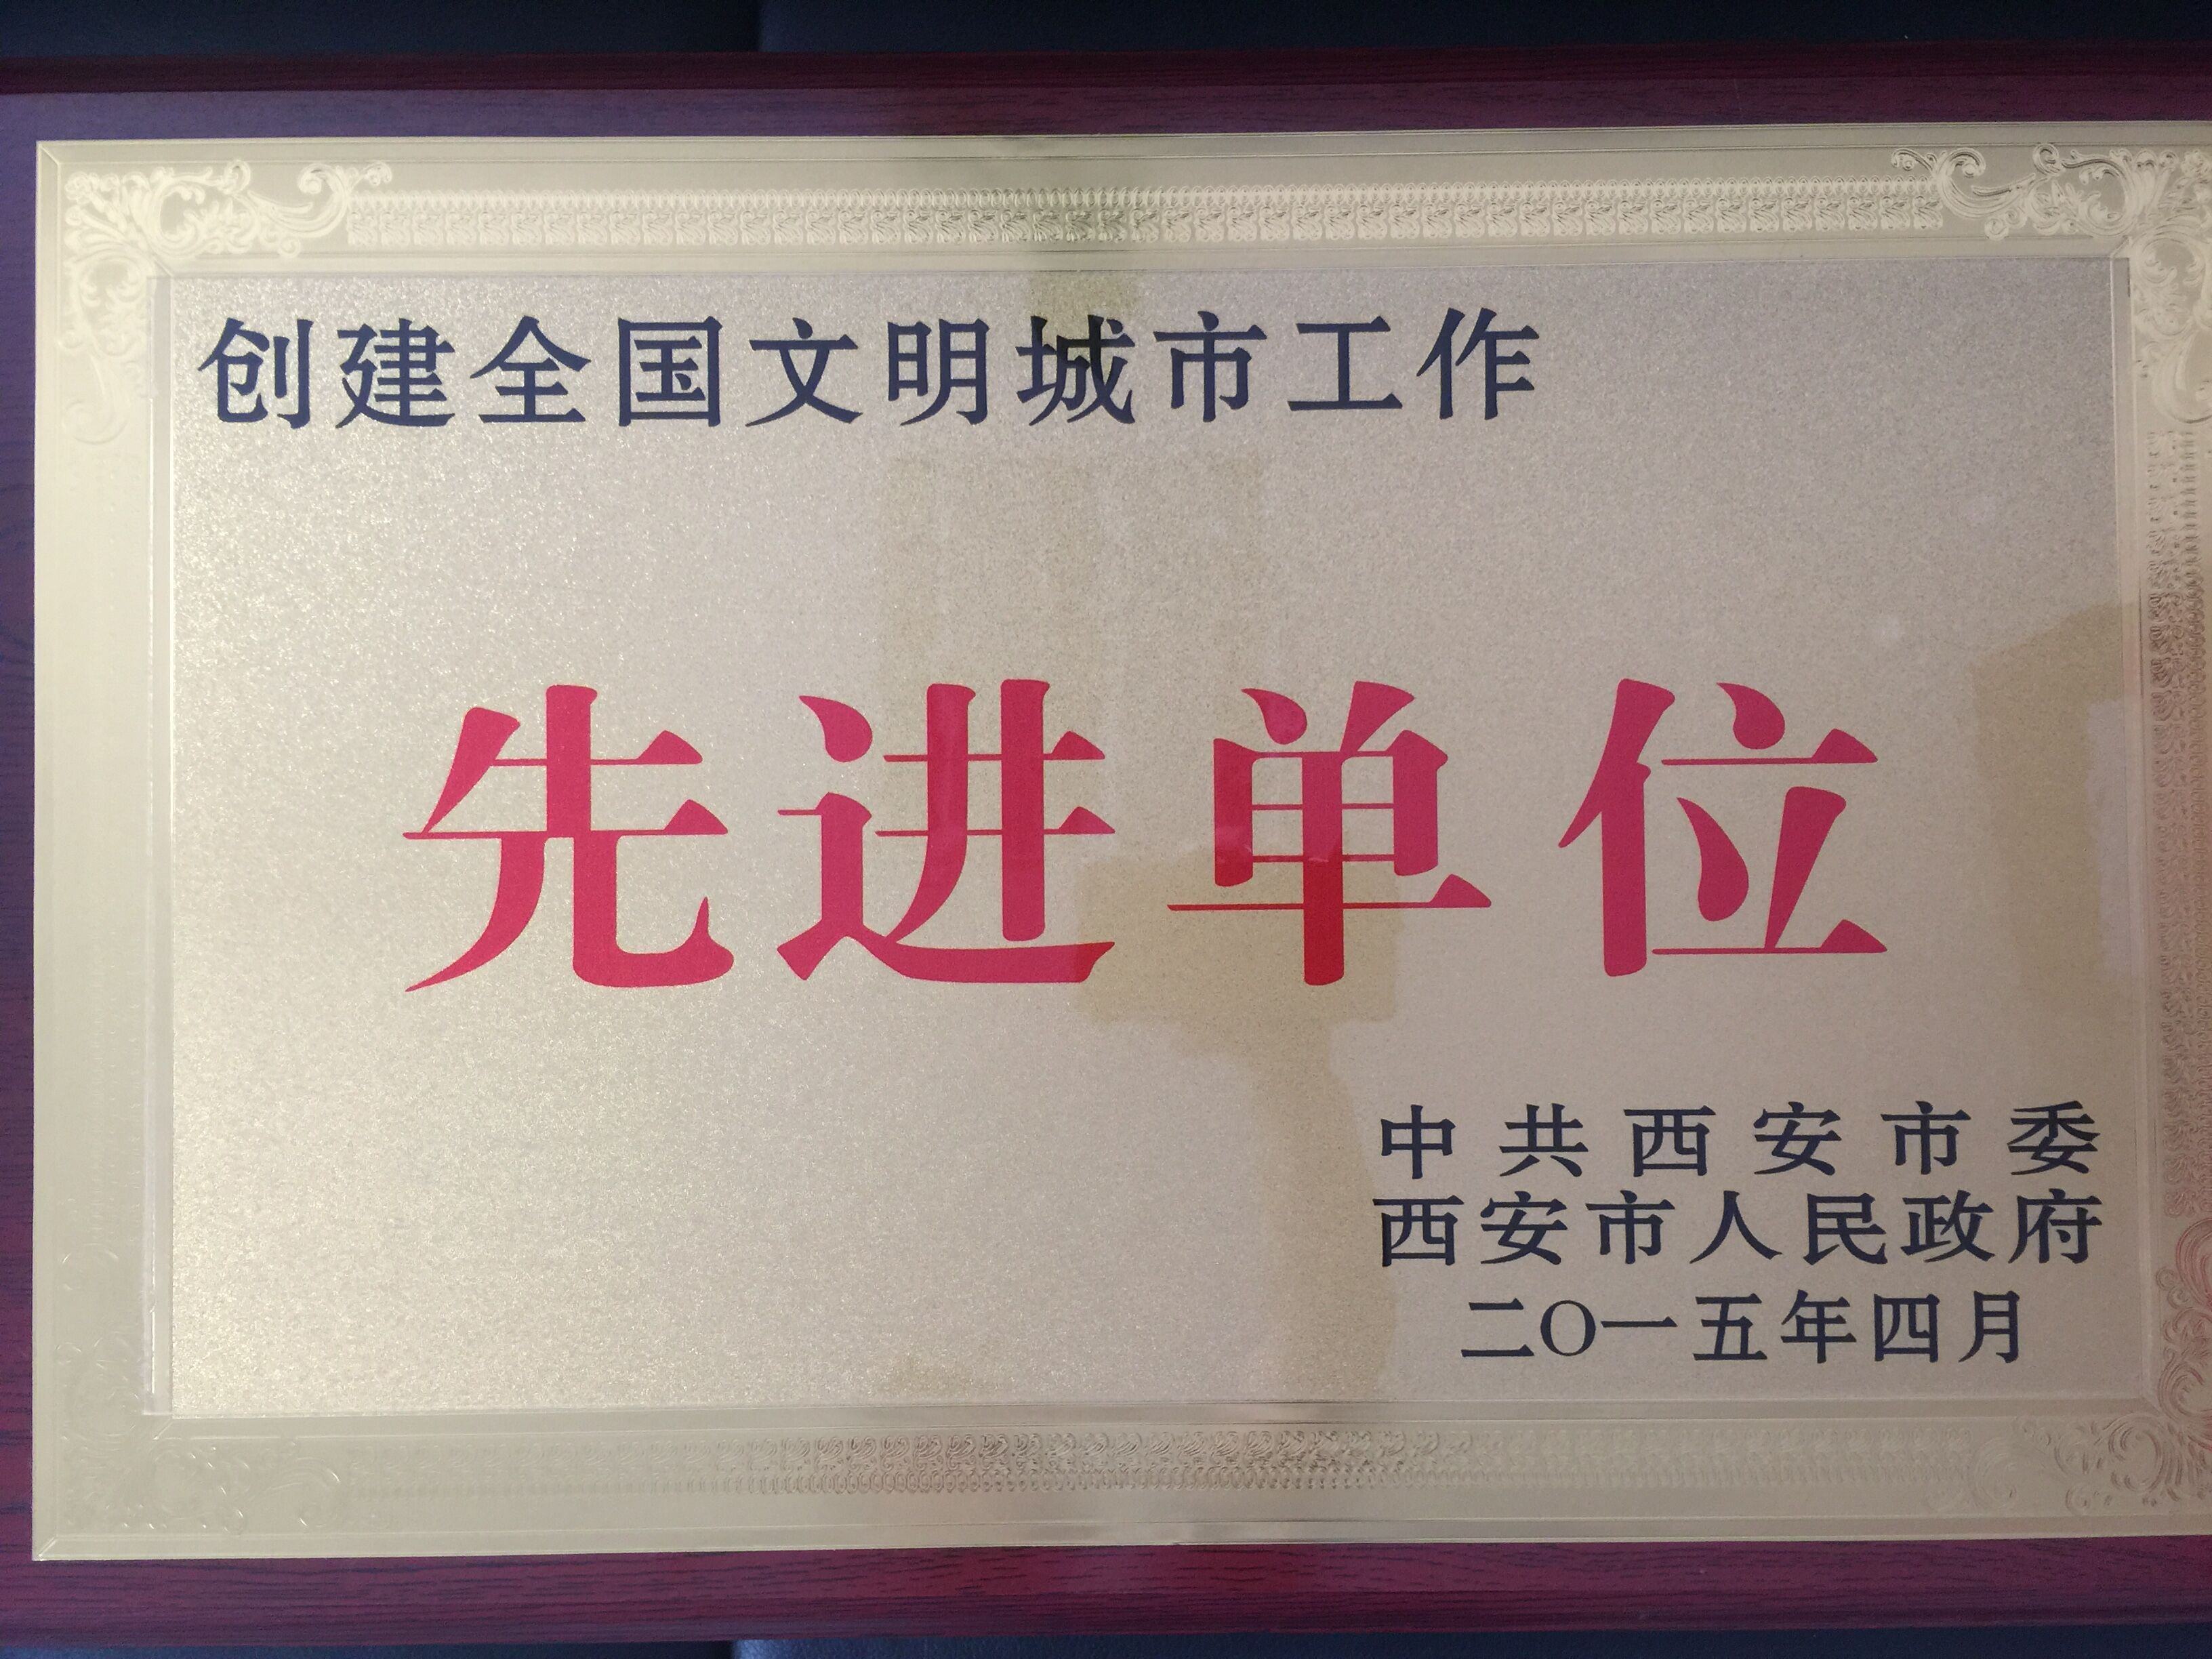 创建全国文明城市工作
先进单位
中共西安市委
西安市人民政府
二〇一五年四月